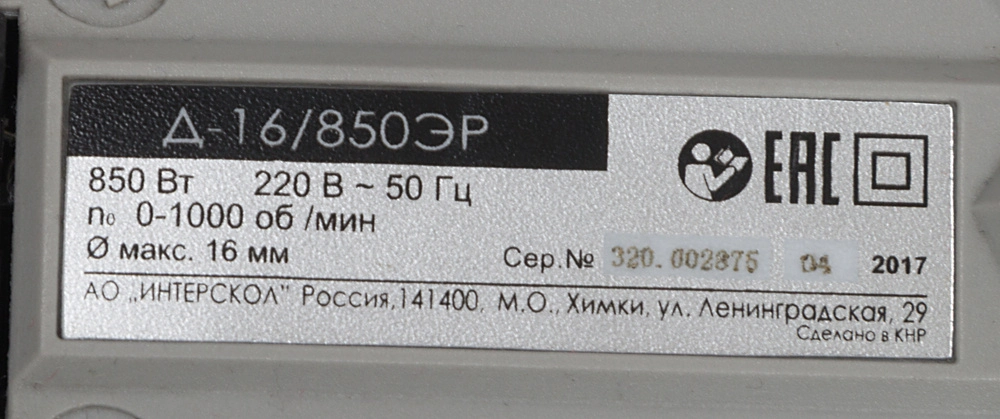 Д-16/850ЭР
850 Вт 220 В ~ 50 Гц
n₀ 0-1000 об /мин
Ø макс. 16 мм
EAC
Сер.№ 320.002875 04 2017
АО „ИНТЕРСКОЛ" Россия,141400, М.О., Химки, ул. Ленинградская, 29
Сделано в КНР